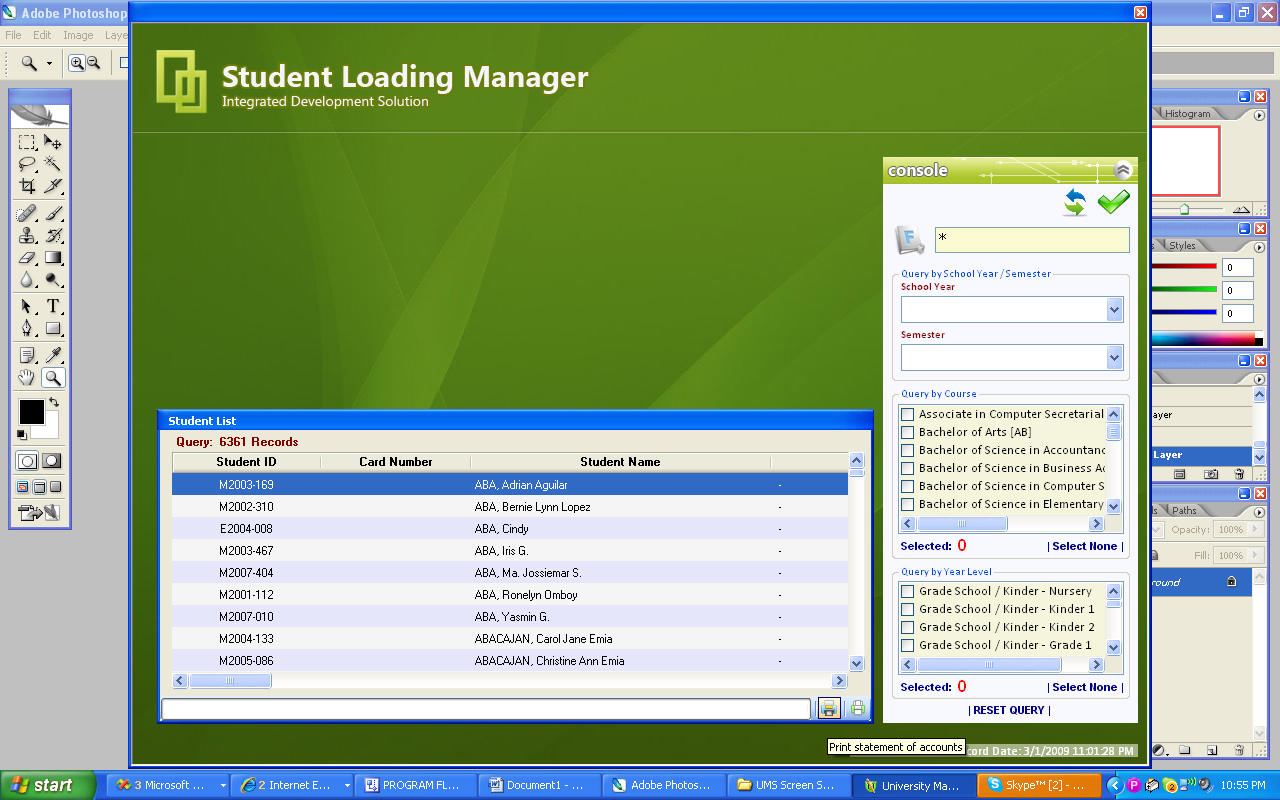 Adobe Photoshop
File Edit Image Laye
Student Loading Manager
Integrated Development Solution
Histogram
console
*
Query by School Year / Semester
School Year
Semester
Styles
0
0
0
Query by Course
Associate in Computer Secretarial
Bachelor of Arts [AB]
Bachelor of Science in Accountanc
Bachelor of Science in Business Ac
Bachelor of Science in Computer S
Bachelor of Science in Elementary
Selected: 0 | Select None |
ayer
Layer
Paths
Opacity: 100%
Fill: 100%
round
Query by Year Level
Grade School / Kinder - Nursery
Grade School / Kinder - Kinder 1
Grade School / Kinder - Kinder 2
Grade School / Kinder - Grade 1
Selected: 0 | Select None |
| RESET QUERY |
Student List
Query: 6361 Records
Student ID Card Number Student Name
M2003-169 ABA, Adrian Aguilar -
M2002-310 ABA, Bernie Lynn Lopez -
E2004-008 ABA, Cindy -
M2003-467 ABA, Iris G. -
M2007-404 ABA, Ma. Jossiemar S. -
M2001-112 ABA, Ronelyn Omboy -
M2007-010 ABA, Yasmin G. -
M2004-133 ABACAJAN, Carol Jane Emia -
M2005-086 ABACAJAN, Christine Ann Emia -
Print statement of accounts
cord Date: 3/1/2009 11:01:28 PM
start
3 Microsoft ...
2 Internet E...
PROGRAM FL...
Document1 - ...
Adobe Photos...
UMS Screen S...
University Ma...
Skype™ [2] - ...
10:55 PM